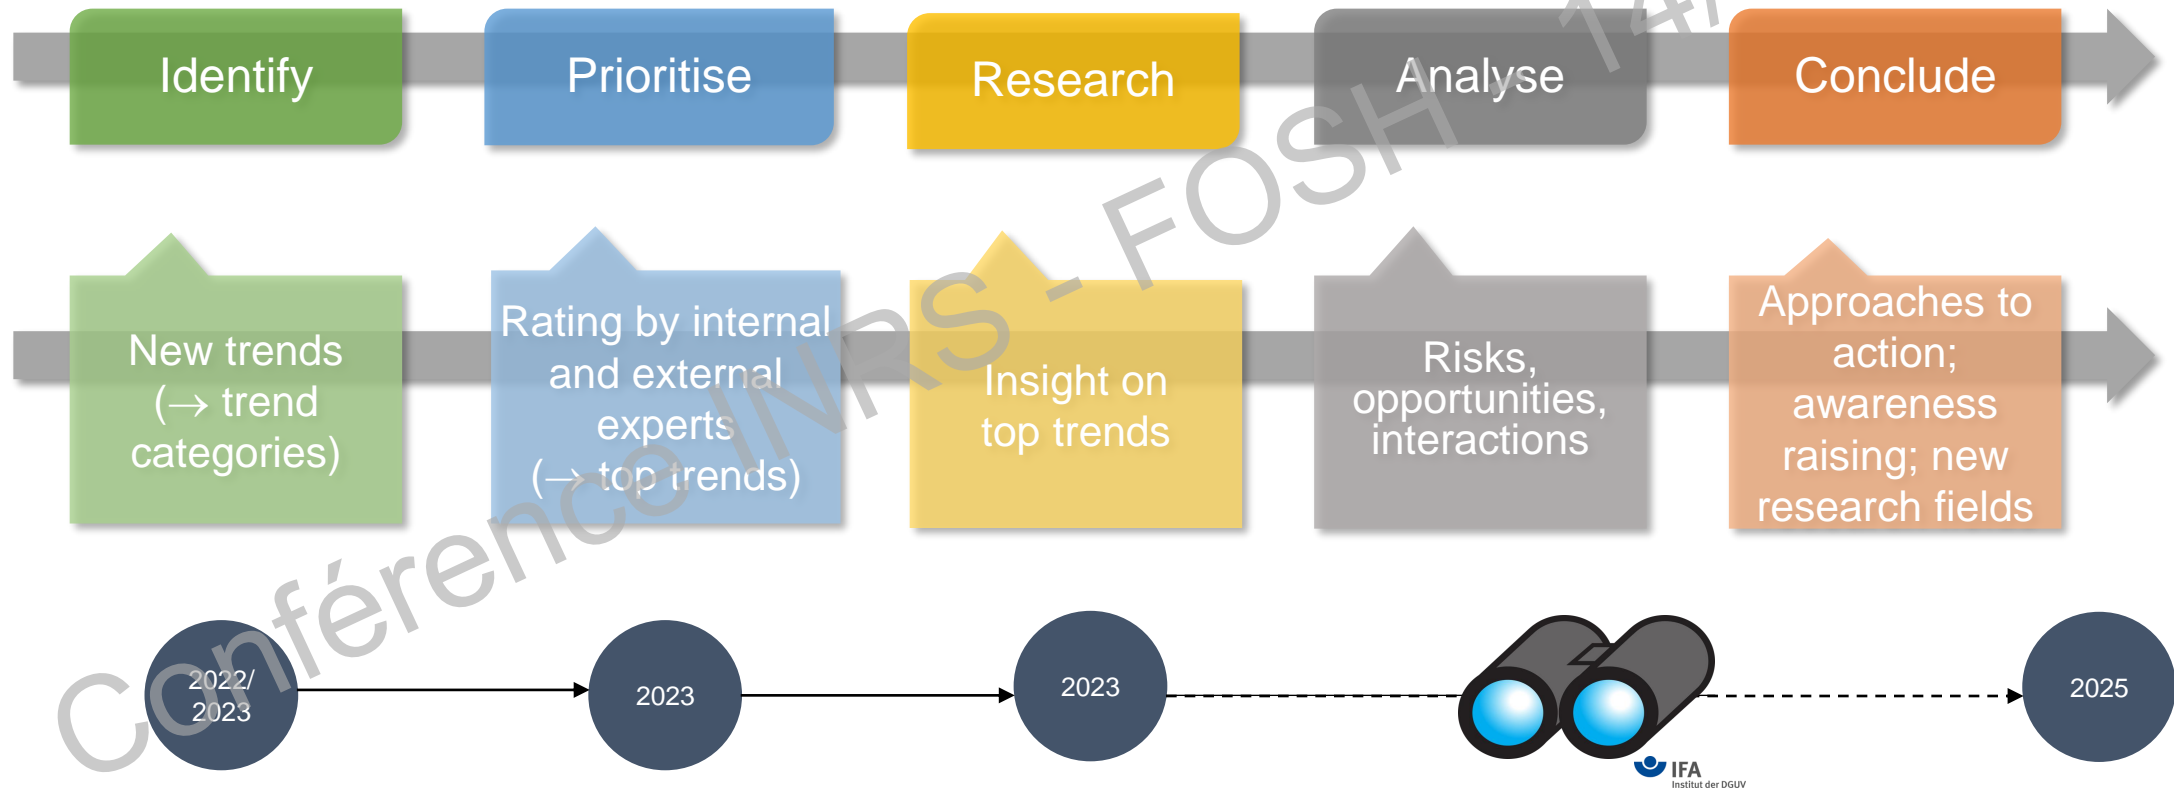 Identify
Prioritise
Research
Analyse
Conclude
New trends
(→ trend
categories)
Rating by internal
and external
experts
(→ top trends)
Insight on
top trends
Risks,
opportunities,
interactions
Approaches to
action;
awareness
raising; new
research fields
2022/
2023
2023
2023
2025
IFA
Institut der DGUV
Conférence INRS - FOSH - 14/